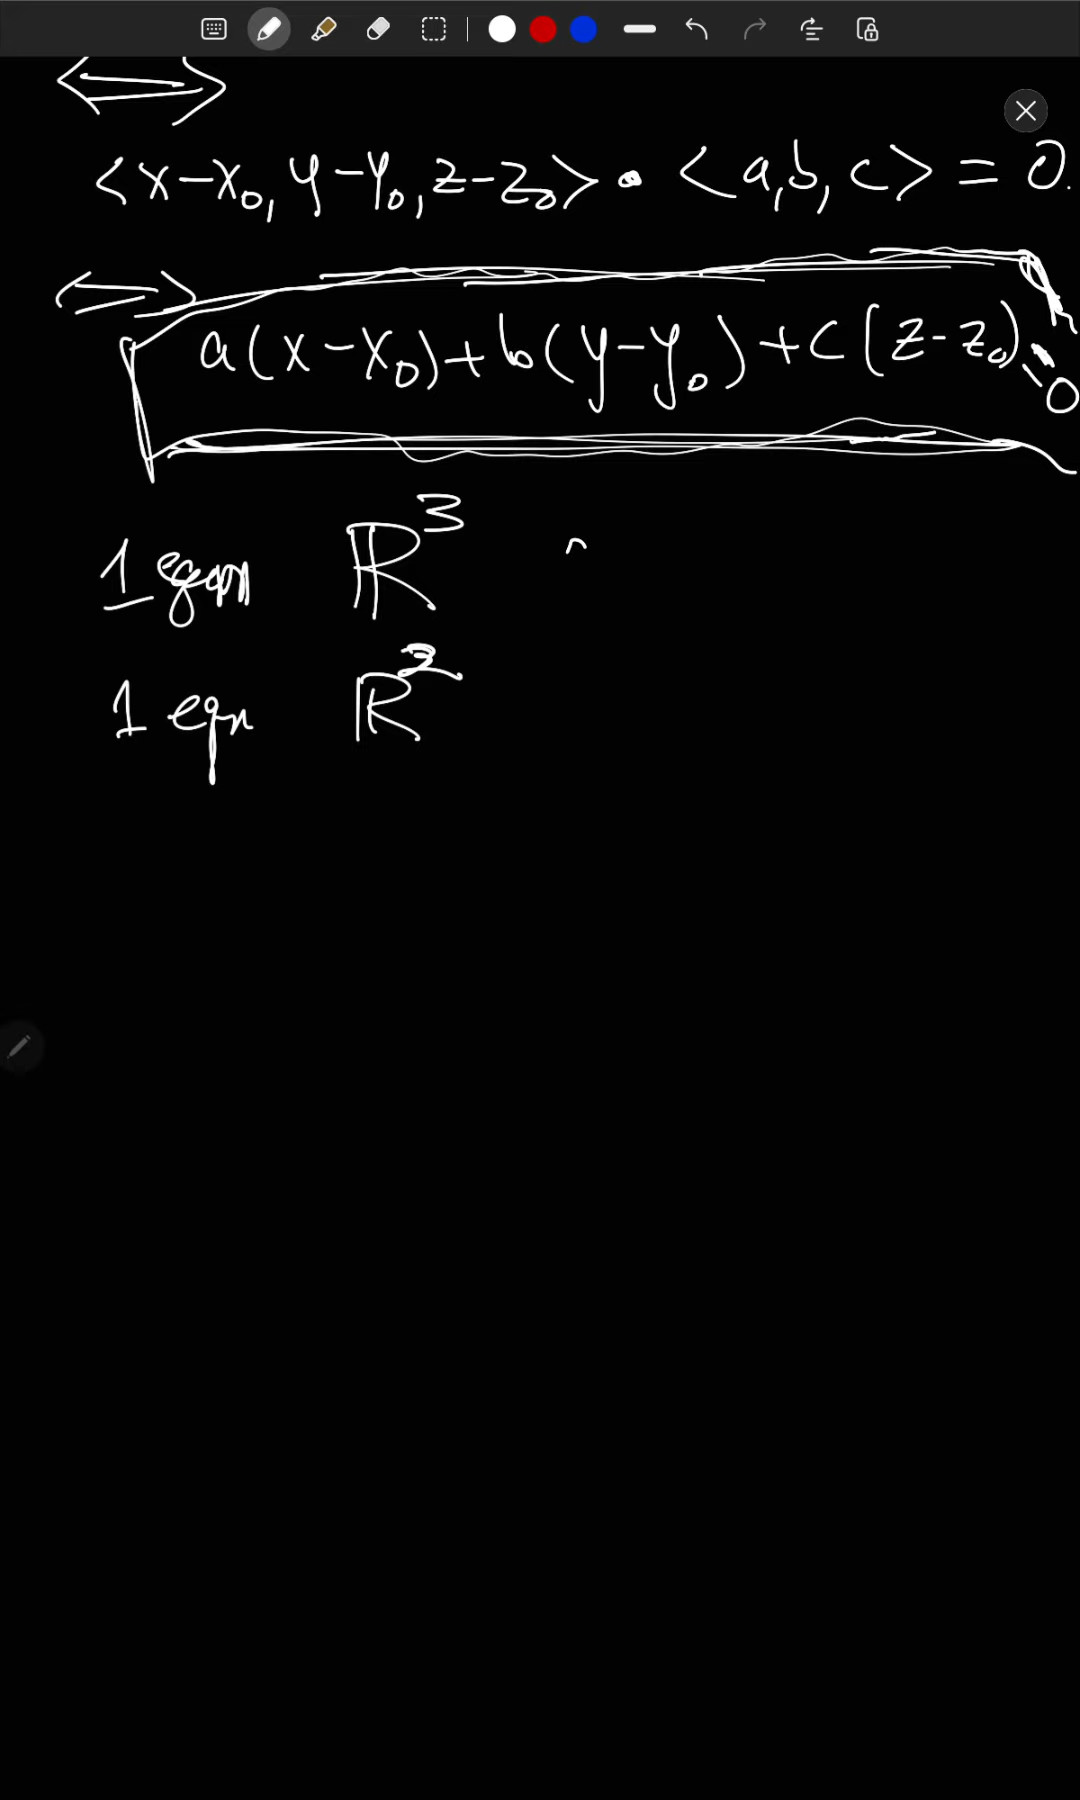 <x-x₀, y-y₀, z-z₀> • <a, b, c> = 0.
⟺ a(x-x₀)+b(y-y₀)+c(z-z₀)=0
1 eqn ℝ³
1 eqn ℝ²